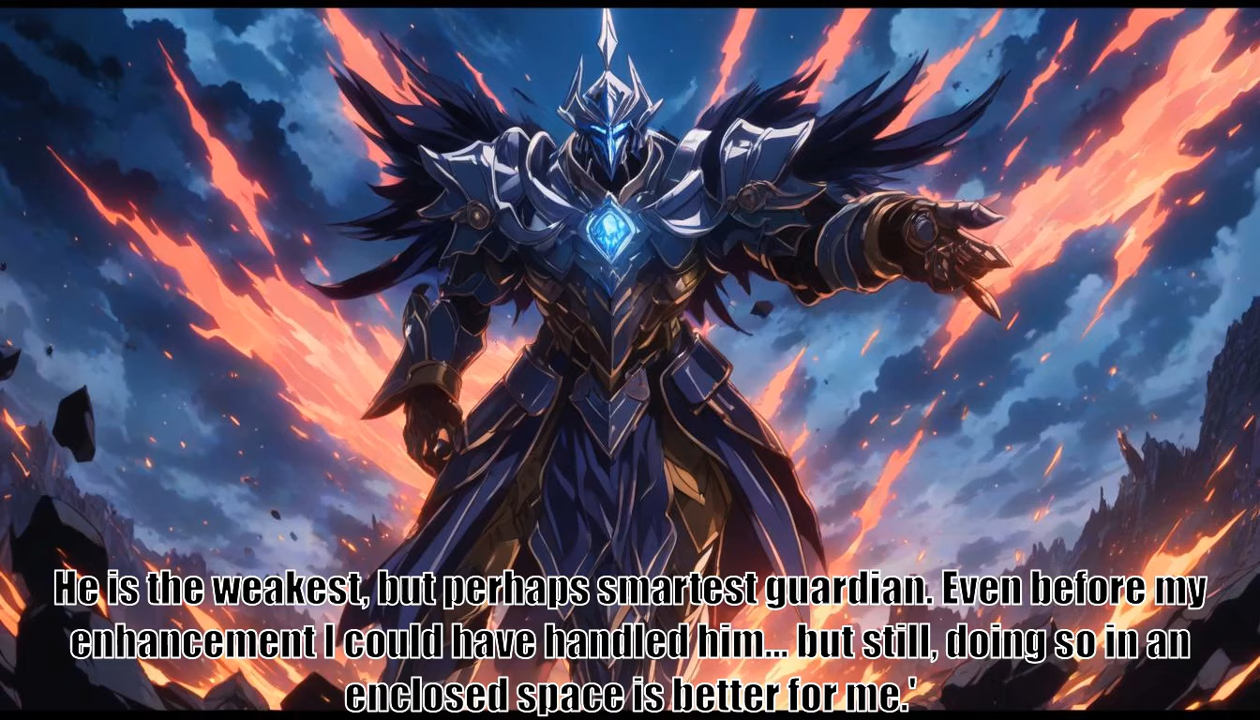 He is the weakest, but perhaps smartest guardian. Even before my
enhancement I could have handled him... but still, doing so in an
enclosed space is better for me.'